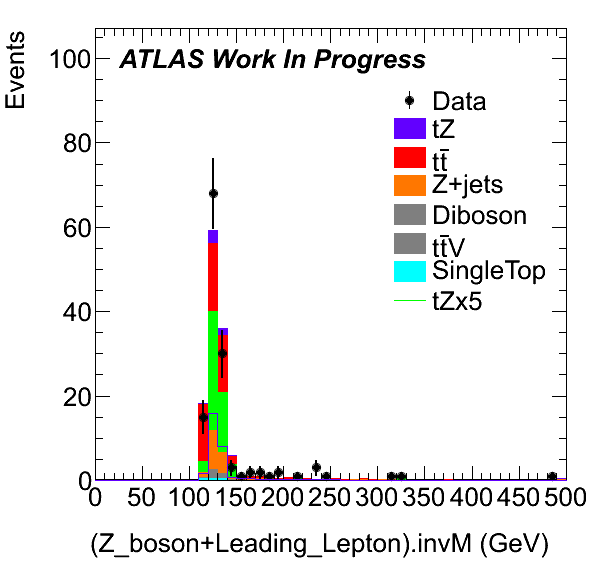 Events
100
80
60
40
20
0
ATLAS Work In Progress
Data
tZ
tt̄
Z+jets
Diboson
tt̄V
SingleTop
tZx5
0 50 100 150 200 250 300 350 400 450 500
(Z_boson+Leading_Lepton).invM (GeV)